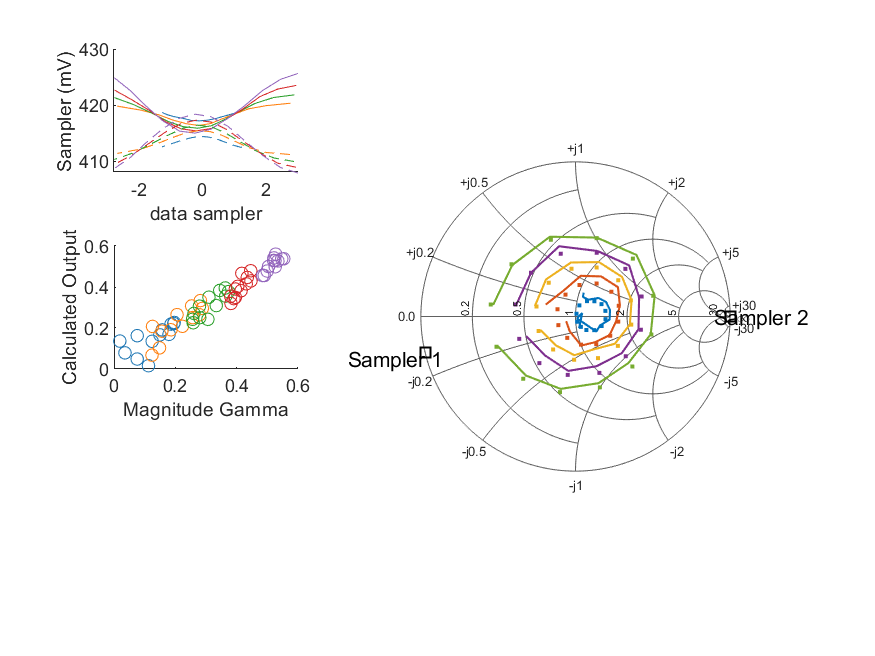 430
420
410
Sampler (mV)
-2 0 2
data sampler
0.6
0.4
0.2
0
Calculated Output
0 0.2 0.4 0.6
Magnitude Gamma
+j1
+j0.5 +j2
+j0.2 +j5
+j30
0.0 0.2 0.5 1 2 5 30
Sampler 2
-j30
Sampler 1
-j0.2 -j5
-j0.5 -j2
-j1